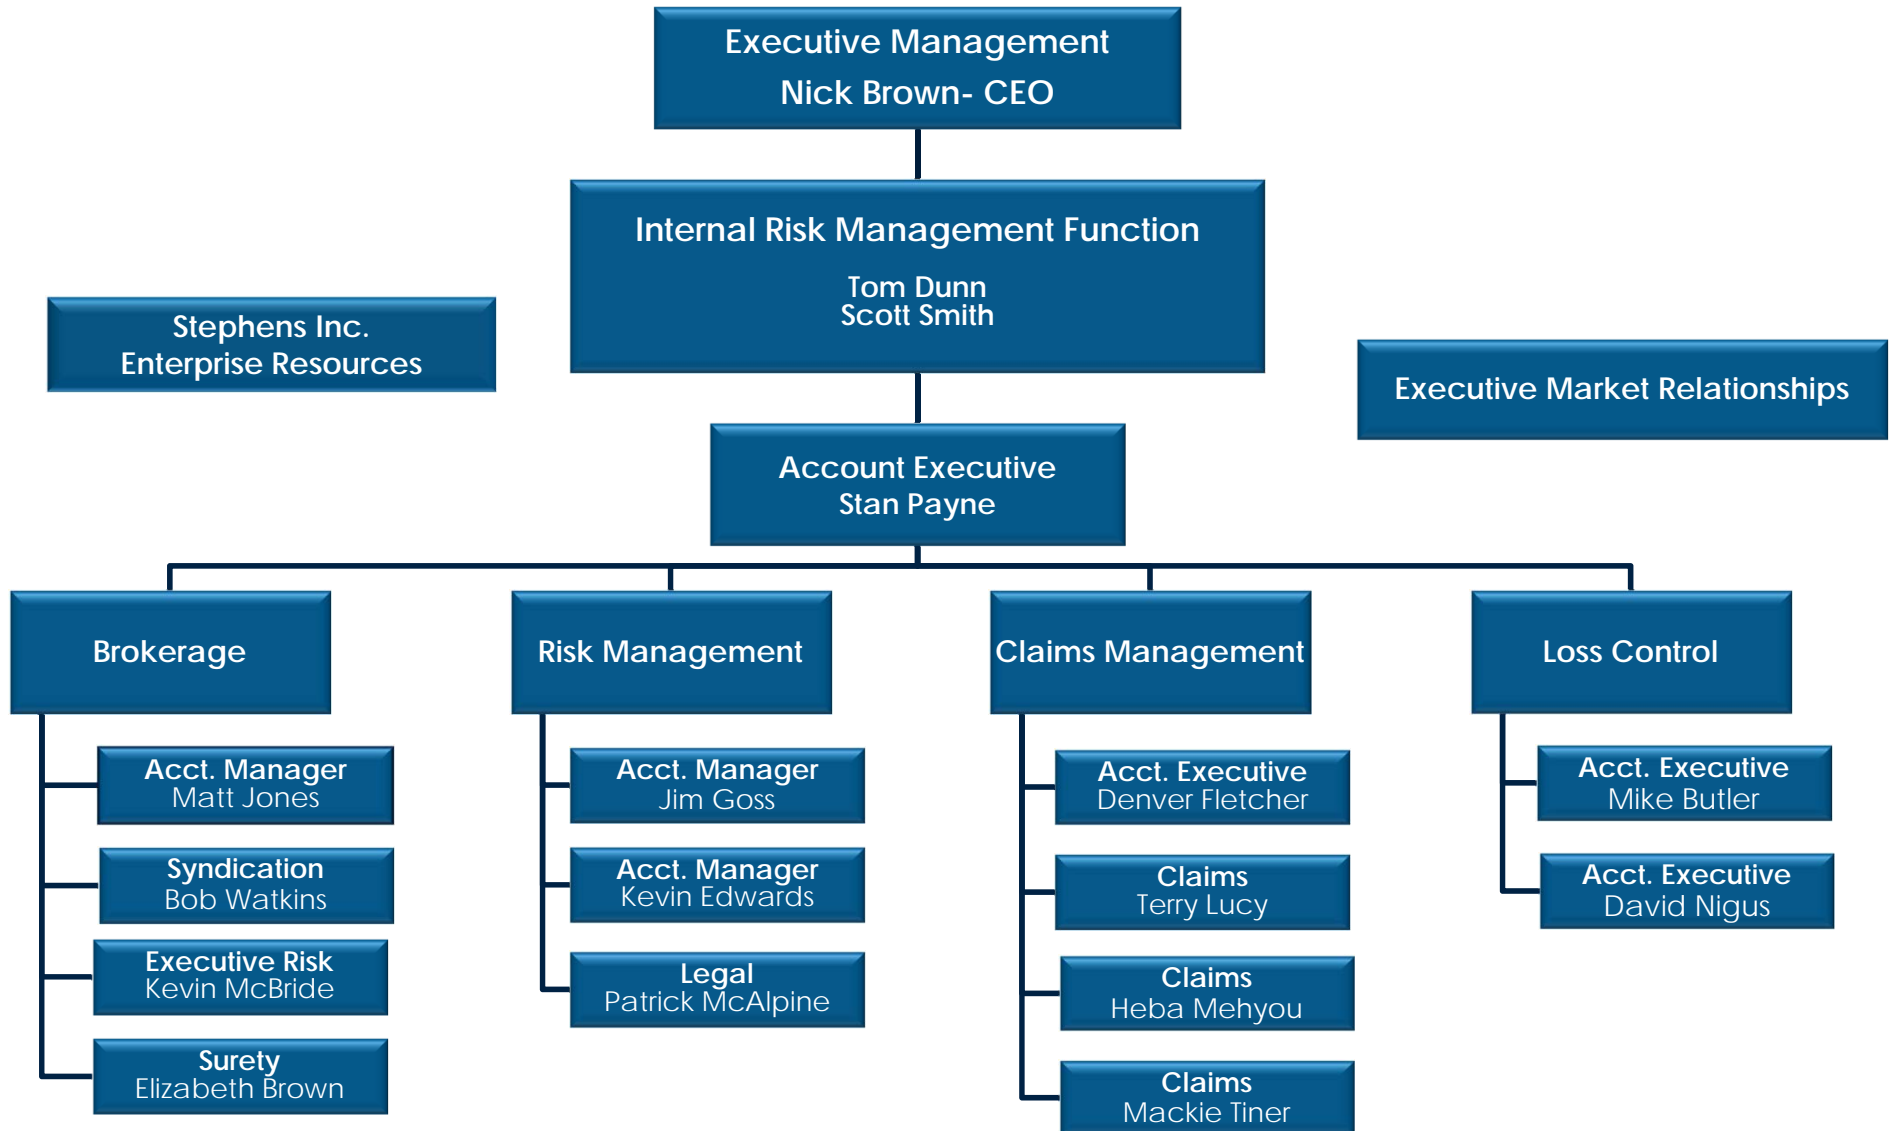 Executive Management
Nick Brown- CEO
Internal Risk Management Function
Tom Dunn
Scott Smith
Stephens Inc.
Enterprise Resources
Executive Market Relationships
Account Executive
Stan Payne
Brokerage
Risk Management
Claims Management
Loss Control
Acct. Manager
Matt Jones
Syndication
Bob Watkins
Executive Risk
Kevin McBride
Surety
Elizabeth Brown
Acct. Manager
Jim Goss
Acct. Manager
Kevin Edwards
Legal
Patrick McAlpine
Acct. Executive
Denver Fletcher
Claims
Terry Lucy
Claims
Heba Mehyou
Claims
Mackie Tiner
Acct. Executive
Mike Butler
Acct. Executive
David Nigus